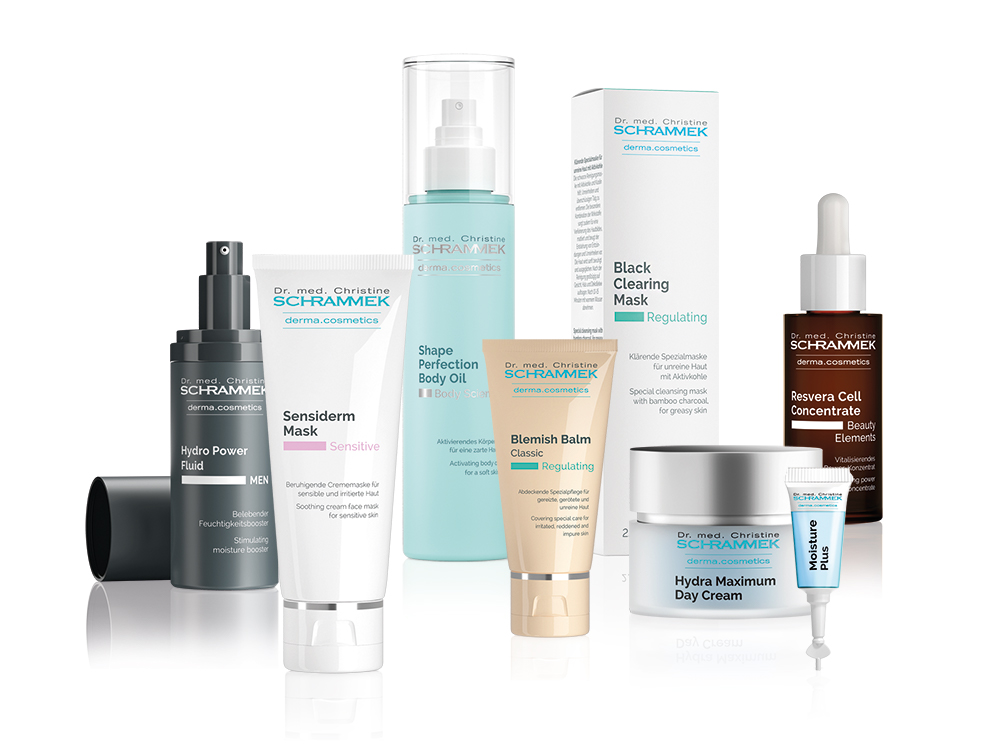 Dr. med. Christine
SCHRAMMEK
derma.cosmetics
Hydro Power
Fluid
MEN
Belebender
Feuchtigkeitsbooster
Stimulating
moisture booster
Dr. med. Christine
SCHRAMMEK
derma.cosmetics
Sensiderm
Mask
Sensitive
Beruhigende Crememaske für
sensible und irritierte Haut
Soothing cream face mask
for sensitive skin
Dr. med. Christine
SCHRAMMEK
derma.cosmetics
Shape
Perfection
Body Oil
Aktivierendes
für eine zarte
Activating
for a soft
Dr. med. Christine
SCHRAMMEK
derma.cosmetics
Blemish Balm
Classic
Regulating
Abdeckende Spezialpflege für
gereizte, gerötete und
unreine Haut
Covering special care for
irritated, reddened and
impure skin
Dr. med. Christine
SCHRAMMEK
derma.cosmetics
Black
Clearing
Mask
Regulating
Klärende Spezialmaske
für unreine Haut
mit Aktivkohle
Special cleansing mask
with bamboo charcoal,
for greasy skin
Dr. med. Christine
SCHRAMMEK
derma.cosmetics
Hydra Maximum
Day Cream
Dr. med. Christine
SCHRAMMEK
derma.cosmetics
Moisture
Plus
Dr. med. Christine
SCHRAMMEK
derma.cosmetics
Resvera Cell
Concentrate
Beauty
Elements
Vitalisierendes